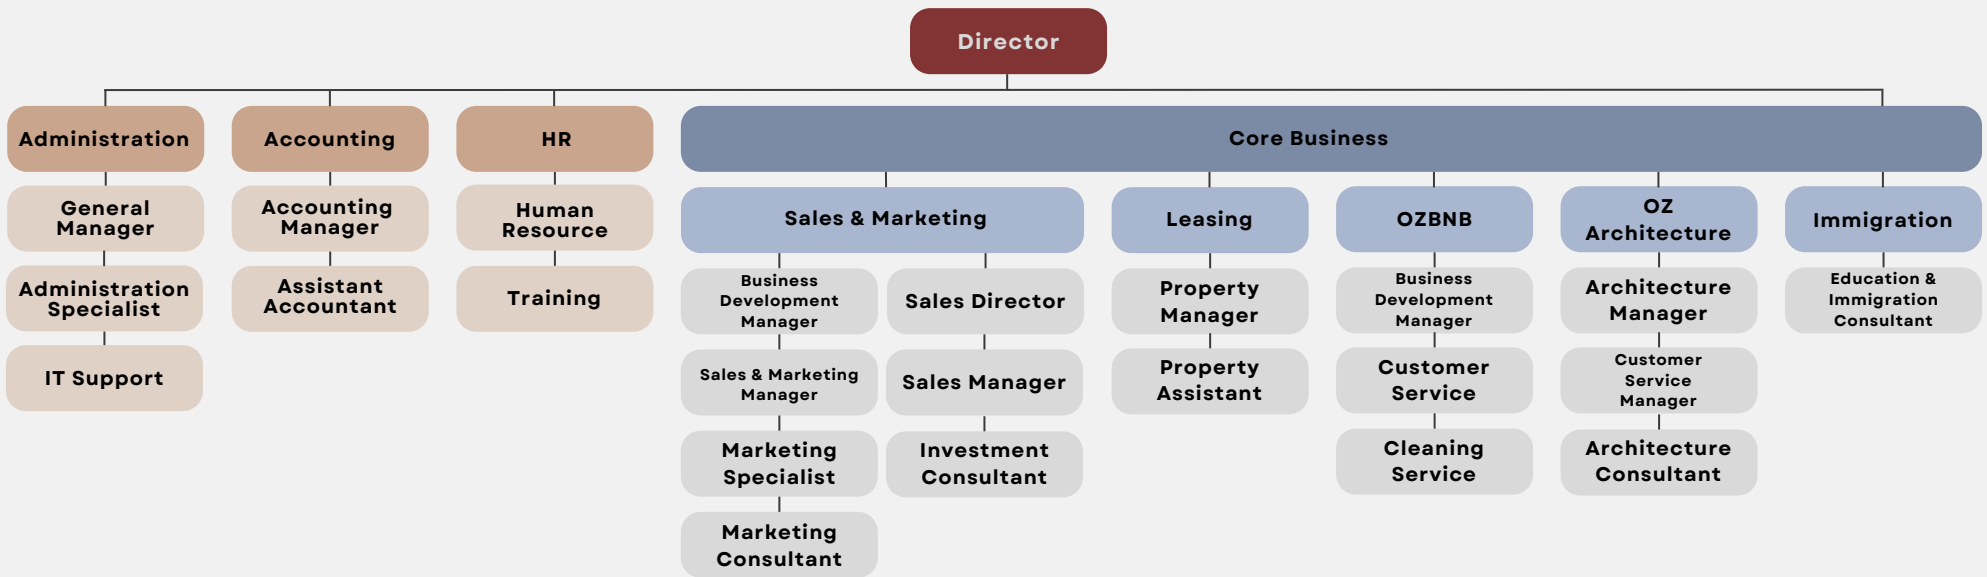 Director
Administration
Accounting
HR
Core Business
General
Manager
Accounting
Manager
Human
Resource
Sales & Marketing
Leasing
OZBNB
OZ
Architecture
Immigration
Administration
Specialist
Assistant
Accountant
Training
Business
Development
Manager
Sales Director
Property
Manager
Business
Development
Manager
Architecture
Manager
Education &
Immigration
Consultant
IT Support
Sales & Marketing
Manager
Sales Manager
Property
Assistant
Customer
Service
Customer
Service
Manager
Marketing
Specialist
Investment
Consultant
Cleaning
Service
Architecture
Consultant
Marketing
Consultant